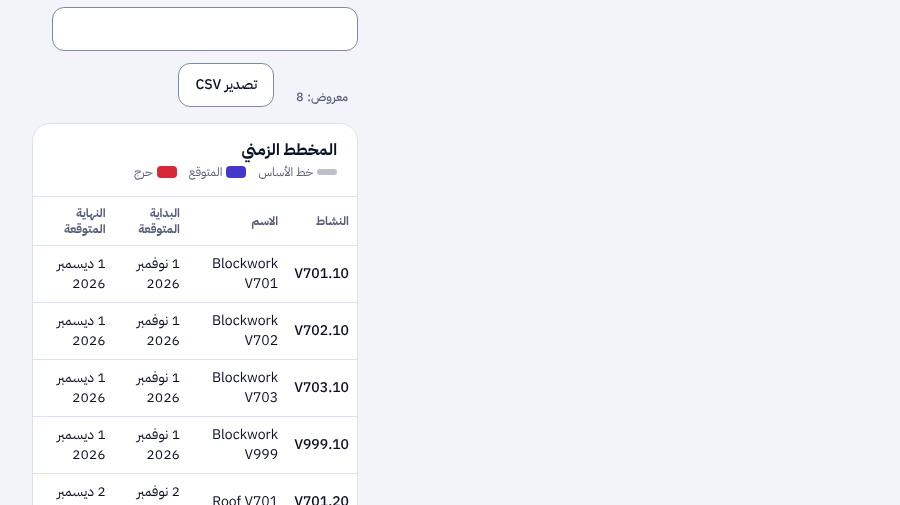 معروض: 8
تصدير CSV
المخطط الزمني
خط الأساس المتوقع حرج
النشاط الاسم البداية المتوقعة النهاية المتوقعة
V701.10 Blockwork V701 1 نوفمبر 2026 1 ديسمبر 2026
V702.10 Blockwork V702 1 نوفمبر 2026 1 ديسمبر 2026
V703.10 Blockwork V703 1 نوفمبر 2026 1 ديسمبر 2026
V999.10 Blockwork V999 1 نوفمبر 2026 1 ديسمبر 2026
V701.20 Roof V701 2 نوفمبر 2 ديسمبر